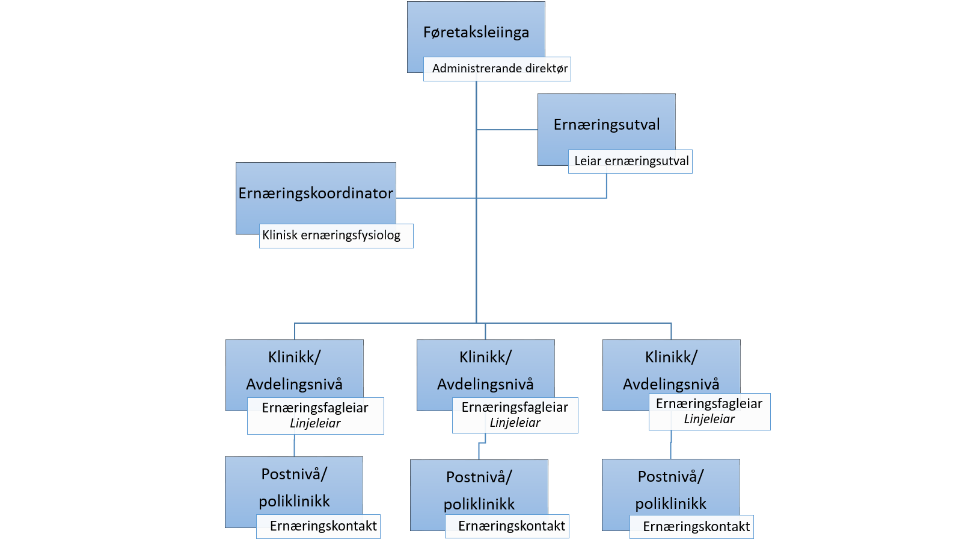 Føretaksleiinga
Administrerande direktør
Ernæringsutval
Leiar ernæringsutval
Ernæringskoordinator
Klinisk ernæringsfysiolog
Klinikk/
Avdelingsnivå
Ernæringsfagleiar
Linjeleiar
Klinikk/
Avdelingsnivå
Ernæringsfagleiar
Linjeleiar
Klinikk/
Avdelingsnivå
Ernæringsfagleiar
Linjeleiar
Postnivå/
poliklinikk
Ernæringskontakt
Postnivå/
poliklinikk
Ernæringskontakt
Postnivå/
poliklinikk
Ernæringskontakt